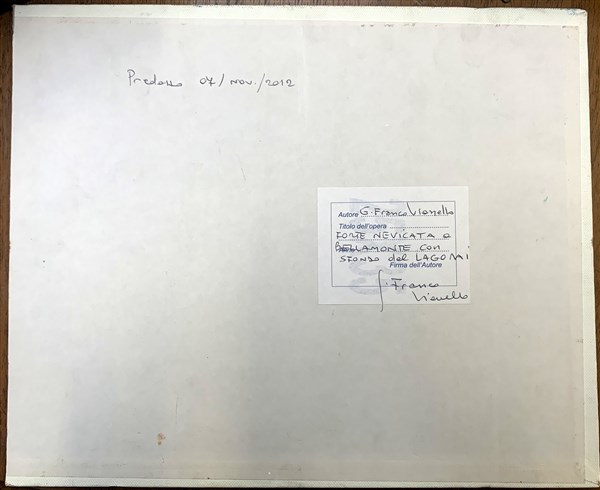 Predazzo 07/Nov./2012
Autore G. Franco Vianello
Titolo dell'opera
FORTE NEVICATA a
BELLAMONTE con
SFONDO del LAGORAI
Firma dell'Autore
G. Franco
Vianello